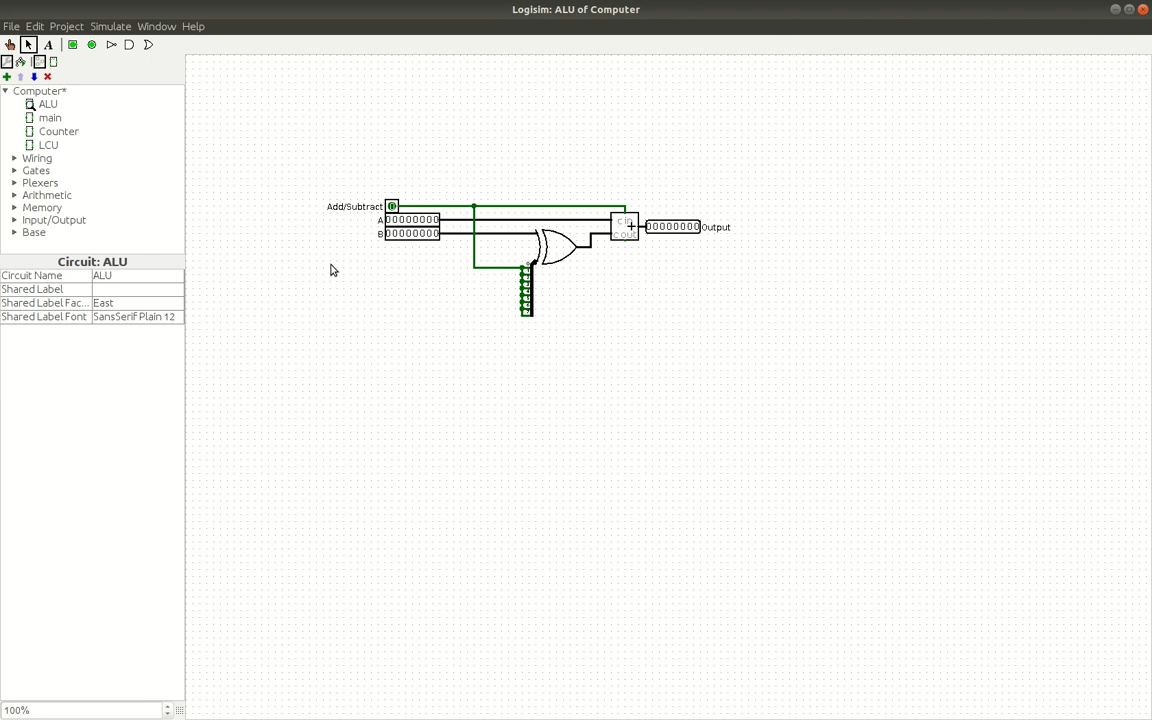 Logisim: ALU of Computer
File Edit Project Simulate Window Help
A
Computer*
ALU
main
Counter
LCU
Wiring
Gates
Plexers
Arithmetic
Memory
Input/Output
Base
Circuit: ALU
Circuit Name ALU
Shared Label
Shared Label Fac... East
Shared Label Font SansSerif Plain 12
100%
Add/Subtract
A 00000000
B 00000000
c in
+
c out
00000000 Output